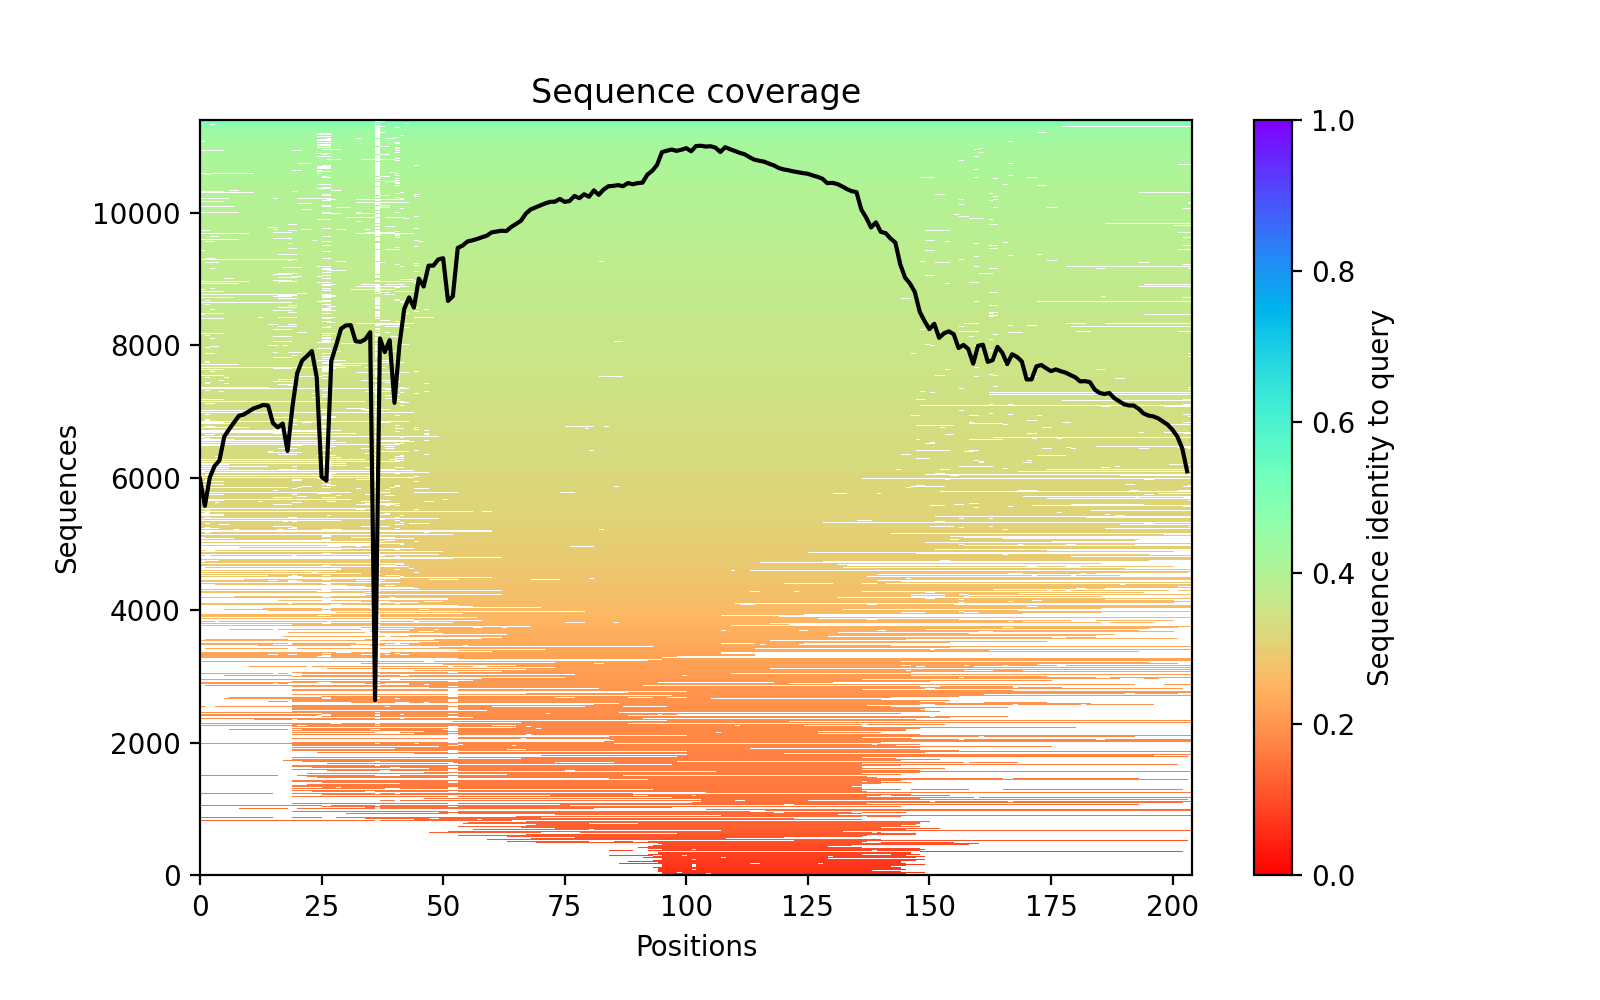 Sequence coverage
10000
8000
6000
4000
2000
0
Sequences
0 25 50 75 100 125 150 175 200
Positions
1.0
0.8
0.6
0.4
0.2
0.0
Sequence identity to query